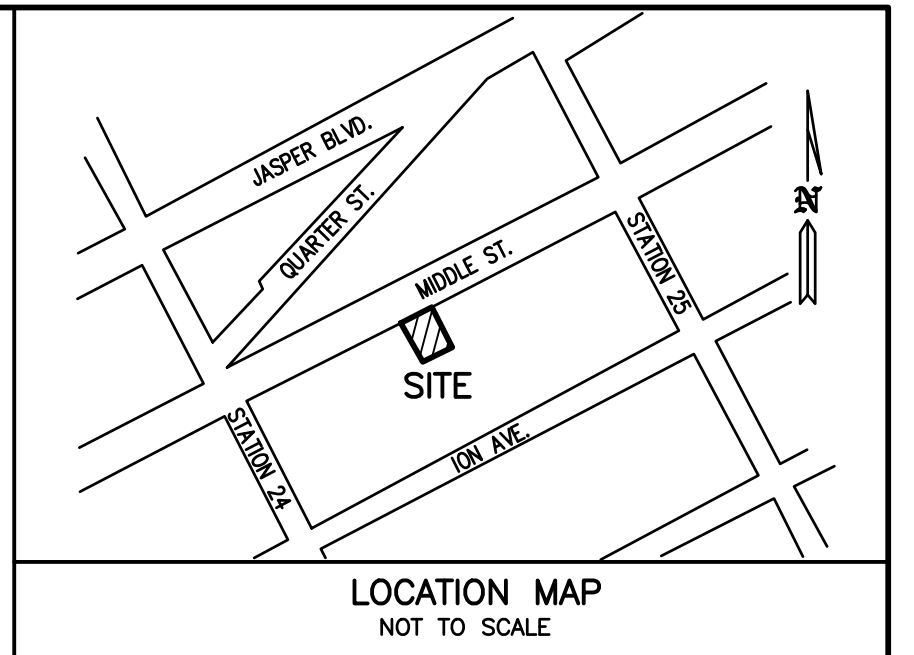 JASPER BLVD.
QUARTER ST.
MIDDLE ST.
STATION 25
N
SITE
STATION 24
ION AVE.
LOCATION MAP
NOT TO SCALE